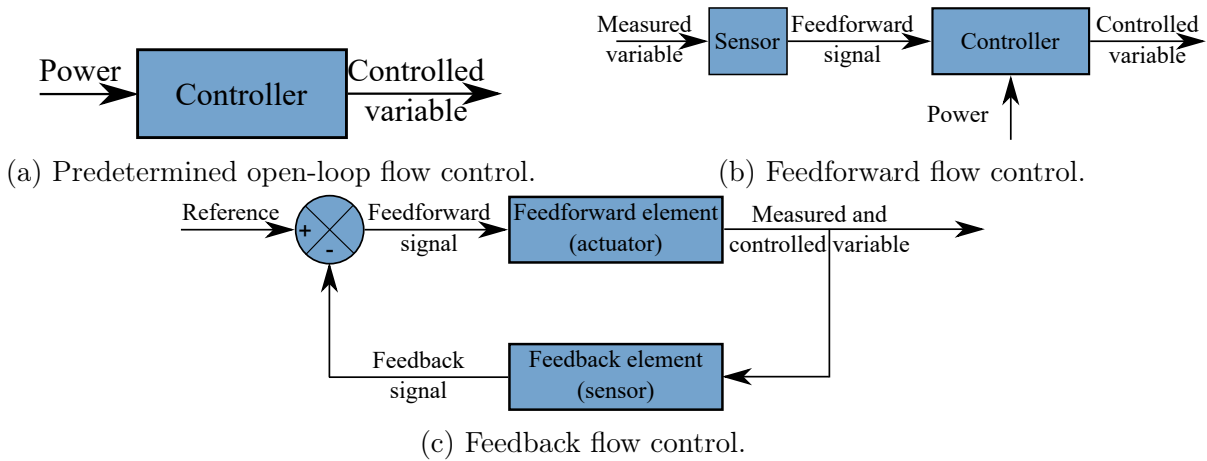 Power
Controller
Controlled
variable
(a) Predetermined open-loop flow control.
Measured
variable
Sensor
Feedforward
signal
Controller
Controlled
variable
Power
(b) Feedforward flow control.
Reference
+
-
Feedforward
signal
Feedforward element
(actuator)
Measured and
controlled variable
Feedback
signal
Feedback element
(sensor)
(c) Feedback flow control.